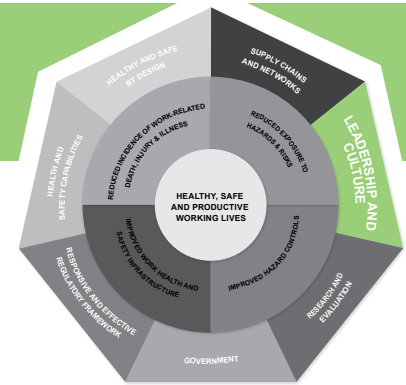 HEALTHY AND SAFE
BY DESIGN
SUPPLY CHAINS
AND NETWORKS
LEADERSHIP AND
CULTURE
RESEARCH AND
EVALUATION
GOVERNMENT
RESPONSIVE AND EFFECTIVE
REGULATORY FRAMEWORK
HEALTH AND
SAFETY CAPABILITIES
REDUCED INCIDENCE OF WORK-RELATED
DEATH, INJURY & ILLNESS
REDUCED EXPOSURE TO
HAZARDS & RISKS
IMPROVED HAZARD CONTROLS
IMPROVED WORK HEALTH AND
SAFETY INFRASTRUCTURE
HEALTHY, SAFE
AND PRODUCTIVE
WORKING LIVES